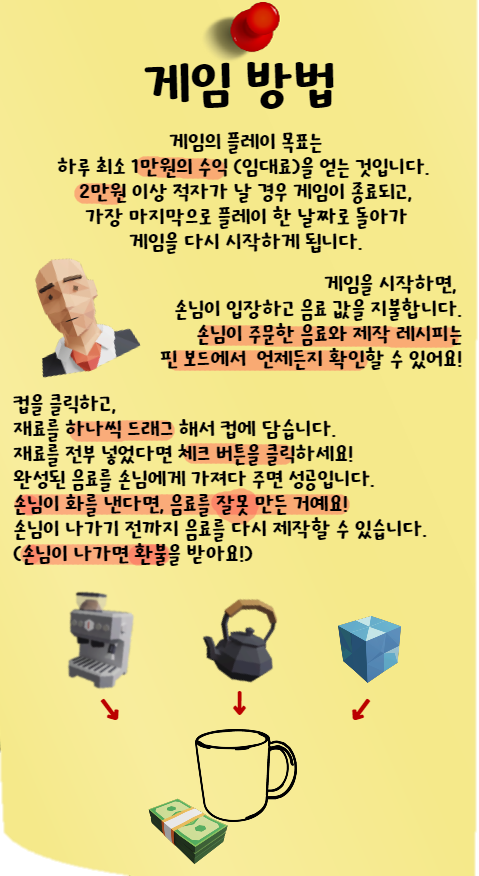 게임 방법
게임의 플레이 목표는
하루 최소 1만원의 수익 (임대료)을 얻는 것입니다.
2만원 이상 적자가 날 경우 게임이 종료되고,
가장 마지막으로 플레이 한 날짜로 돌아가
게임을 다시 시작하게 됩니다.
게임을 시작하면,
손님이 입장하고 음료 값을 지불합니다.
손님이 주문한 음료와 제작 레시피는
핀 보드에서 언제든지 확인할 수 있어요!
컵을 클릭하고,
재료를 하나씩 드래그 해서 컵에 담습니다.
재료를 전부 넣었다면 체크 버튼을 클릭하세요!
완성된 음료를 손님에게 가져다 주면 성공입니다.
손님이 화를 낸다면, 음료를 잘못 만든 거예요!
손님이 나가기 전까지 음료를 다시 제작할 수 있습니다.
(손님이 나가면 환불을 받아요!)